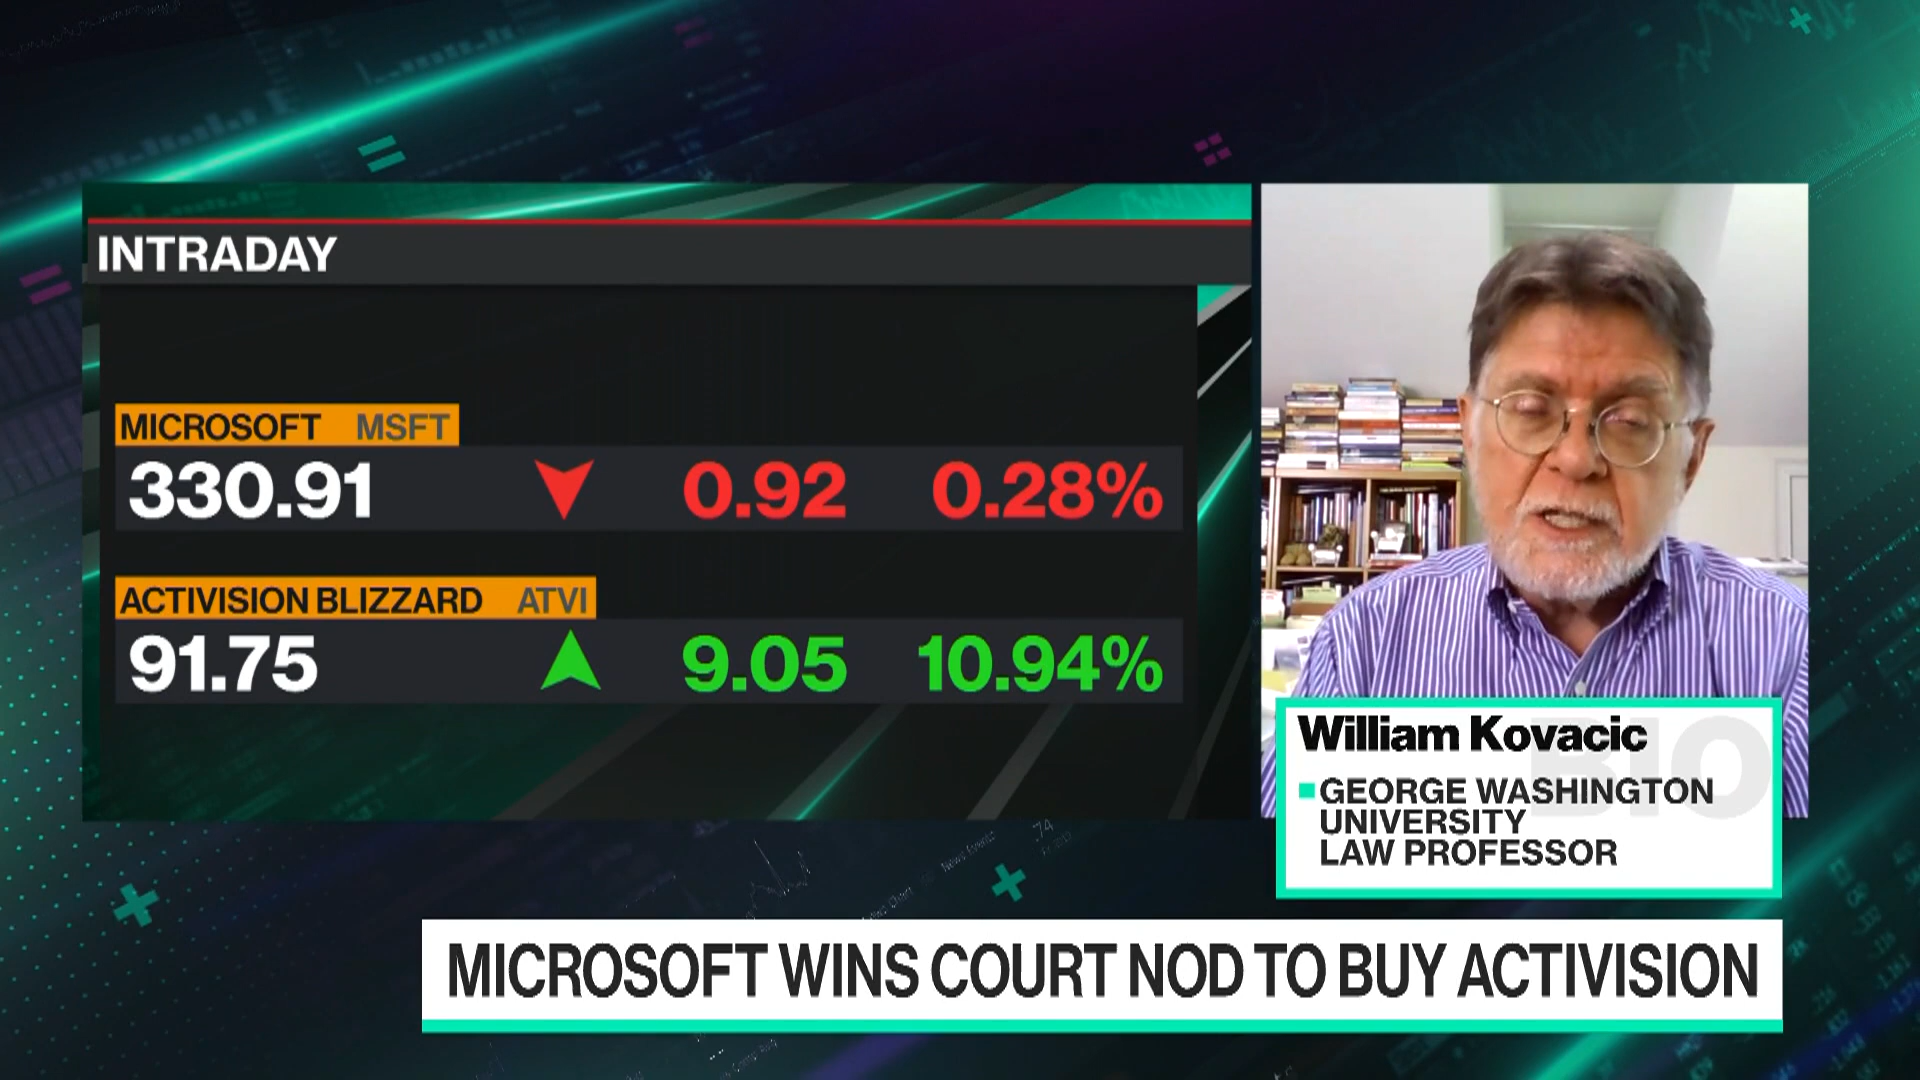 INTRADAY
MICROSOFT MSFT
330.91 0.92 0.28%
ACTIVISION BLIZZARD ATVI
91.75 9.05 10.94%
BIO
William Kovacic
GEORGE WASHINGTON
UNIVERSITY
LAW PROFESSOR
MICROSOFT WINS COURT NOD TO BUY ACTIVISION